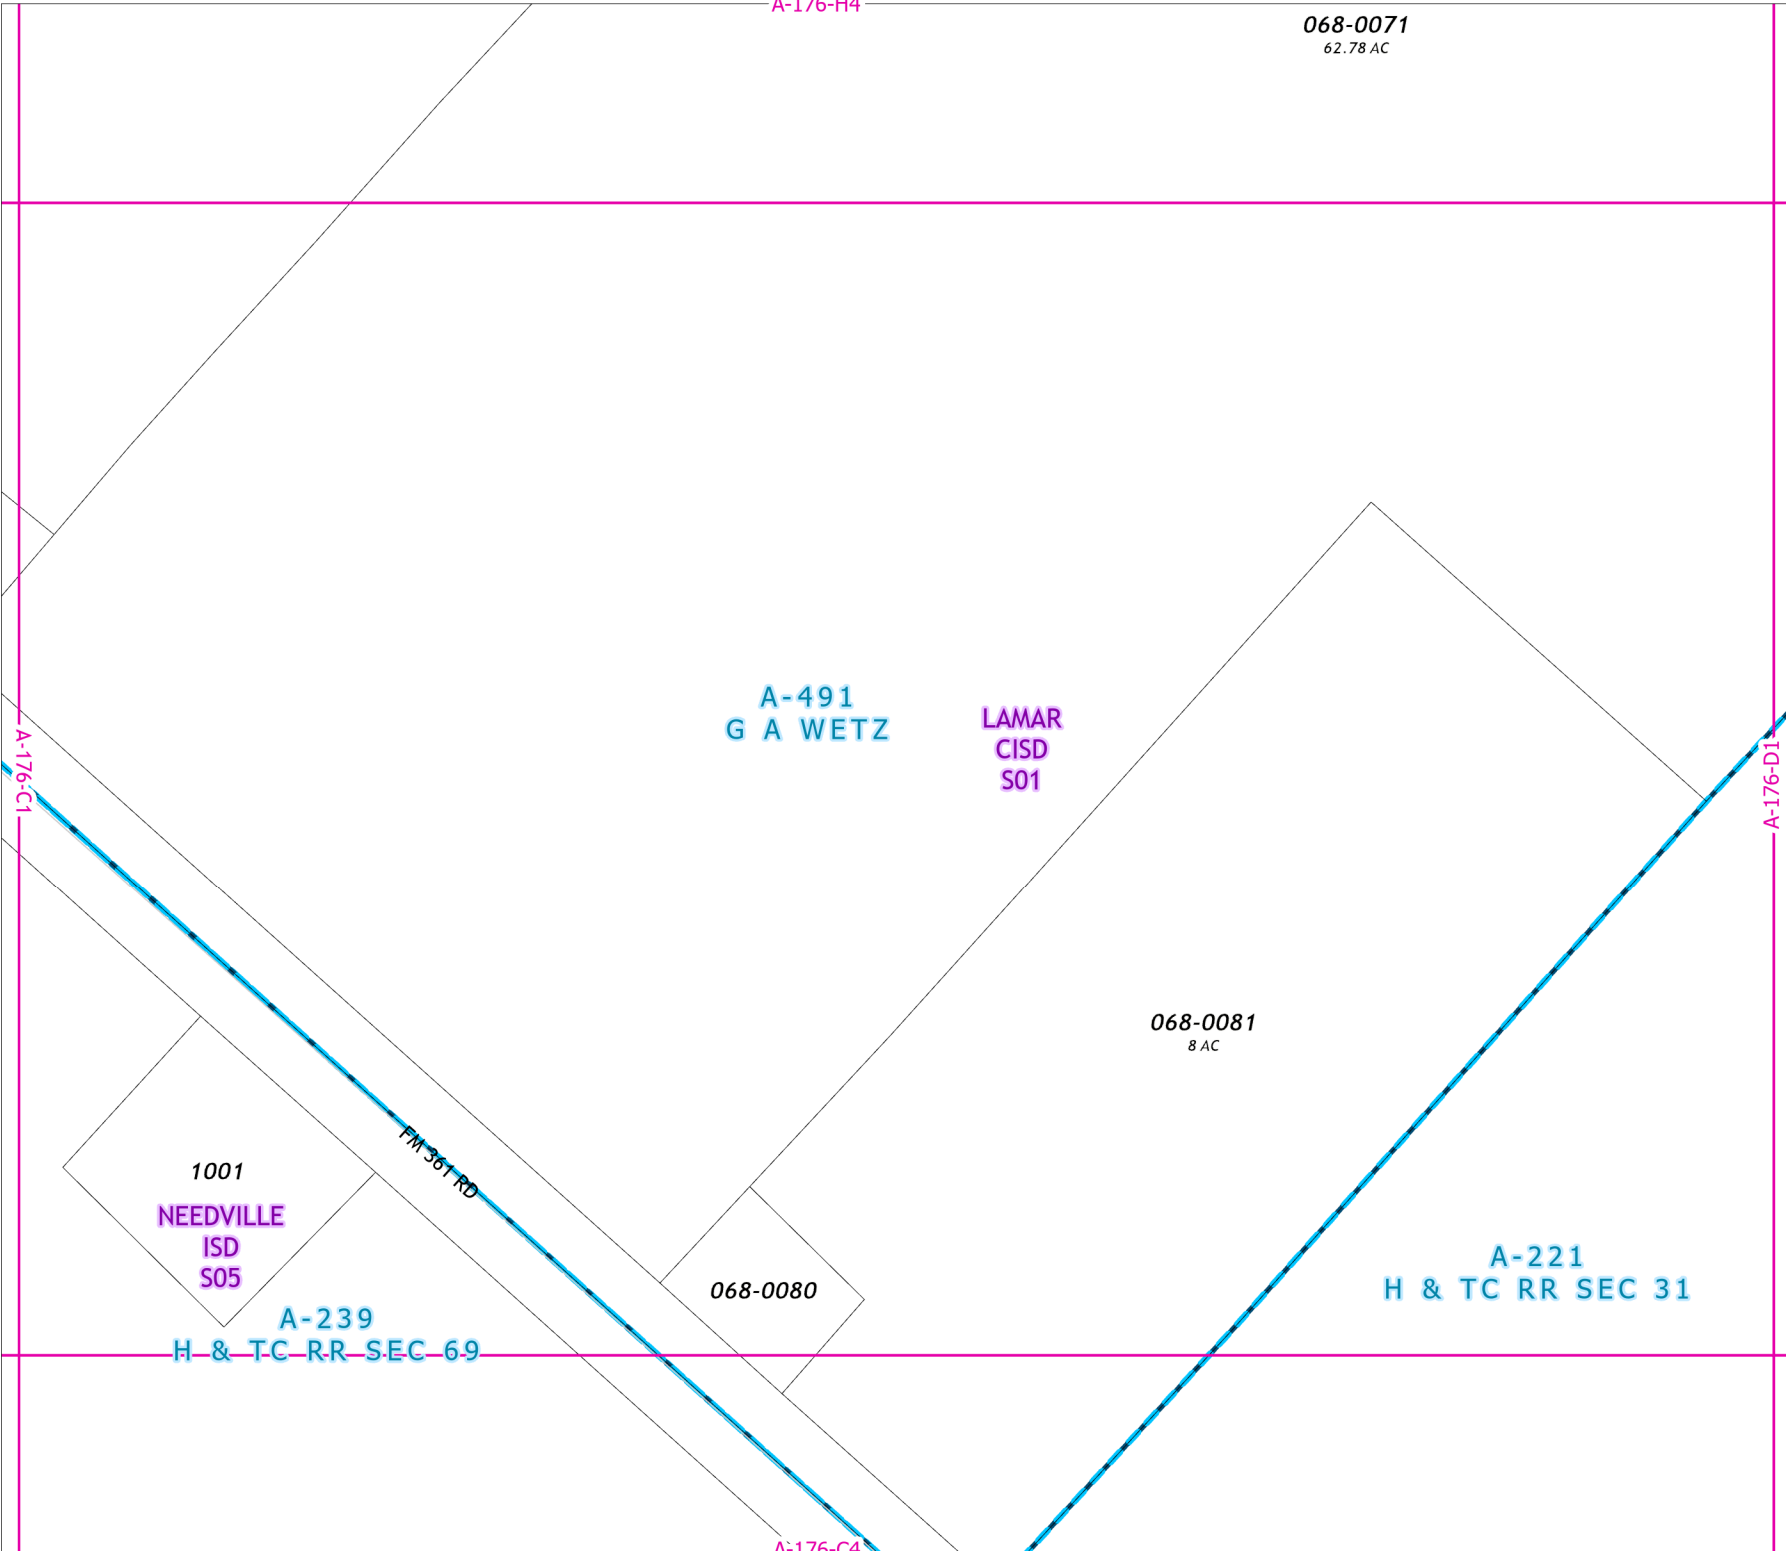 A-176-H4
068-0071
62.78 AC
A-491
G A WETZ
LAMAR
CISD
S01
A-176-C1
A-176-D1
068-0081
8 AC
FM 361 RD
1001
NEEDVILLE
ISD
S05
068-0080
A-221
H & TC RR SEC 31
A-239
H & TC RR SEC 69
A-176-C4